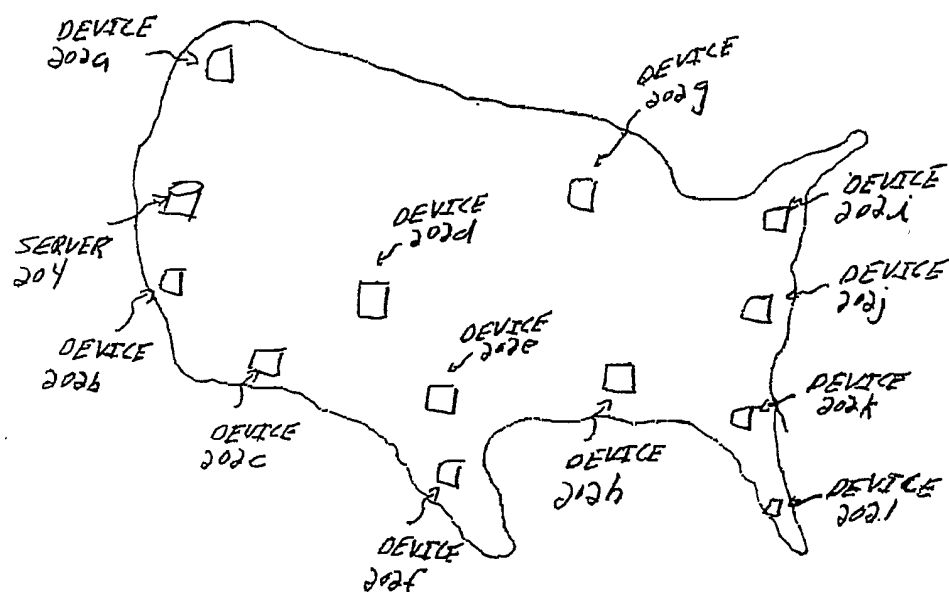 DEVICE
202a
DEVICE
202g
DEVICE
202i
DEVICE
202d
SERVER
204
DEVICE
202j
DEVICE
202b
DEVICE
202e
DEVICE
202c
DEVICE
202h
DEVICE
202k
DEVICE
202l
DEVICE
202f